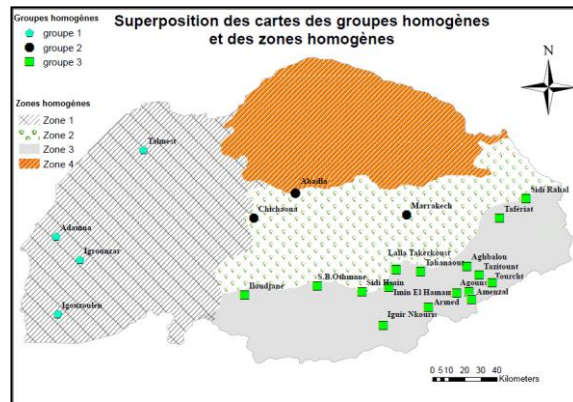 Superposition des cartes des groupes homogènes
et des zones homogènes
Groupes homogènes
groupe 1
groupe 2
groupe 3
Zones homogènes
Zone 1
Zone 2
Zone 3
Zone 4
N
Talmest
Abadla
Sidi Rahal
Chichaoua
Marrakech
Taferiat
Adamna
Igrounzar
Lalla Takerkoust
Tahanaout
Aghbalou
Tazitount
Tourcht
Iloudjane
S.B.Othmane
Sidi Hsain
Imin El Hamam
Agouns
Amenzal
Igouzoulen
Armed
Iguir Nkouris
0 5 10 20 30 40
Kilometers